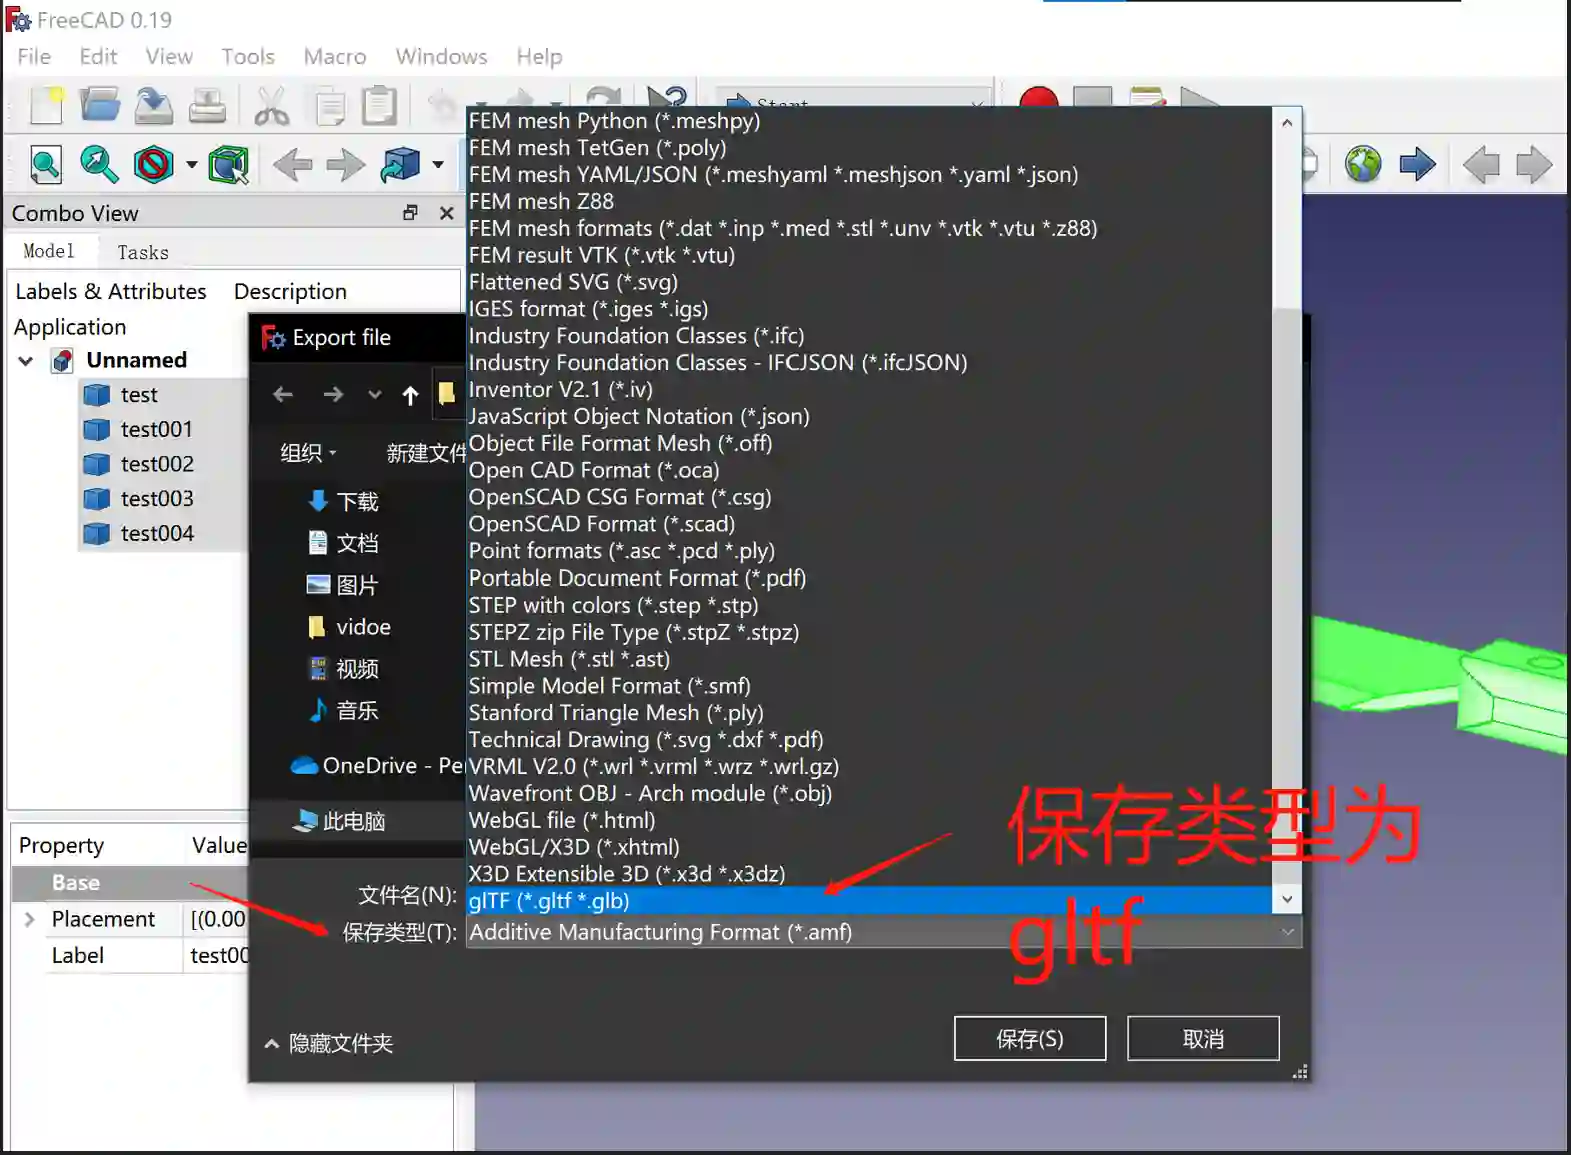 FreeCAD 0.19
File Edit View Tools Macro Windows Help
Start
Combo View
Model Tasks
Labels & Attributes Description
Application
Unnamed
test
test001
test002
test003
test004
Property Value
Base
Placement [(0.00
Label test00
Export file
组织 新建文件
下载
文档
图片
vidoe
视频
音乐
OneDrive - Pe
此电脑
FEM mesh Python (*.meshpy)
FEM mesh TetGen (*.poly)
FEM mesh YAML/JSON (*.meshyaml *.meshjson *.yaml *.json)
FEM mesh Z88
FEM mesh formats (*.dat *.inp *.med *.stl *.unv *.vtk *.vtu *.z88)
FEM result VTK (*.vtk *.vtu)
Flattened SVG (*.svg)
IGES format (*.iges *.igs)
Industry Foundation Classes (*.ifc)
Industry Foundation Classes - IFCJSON (*.ifcJSON)
Inventor V2.1 (*.iv)
JavaScript Object Notation (*.json)
Object File Format Mesh (*.off)
Open CAD Format (*.oca)
OpenSCAD CSG Format (*.csg)
OpenSCAD Format (*.scad)
Point formats (*.asc *.pcd *.ply)
Portable Document Format (*.pdf)
STEP with colors (*.step *.stp)
STEPZ zip File Type (*.stpZ *.stpz)
STL Mesh (*.stl *.ast)
Simple Model Format (*.smf)
Stanford Triangle Mesh (*.ply)
Technical Drawing (*.svg *.dxf *.pdf)
VRML V2.0 (*.wrl *.vrml *.wrz *.wrl.gz)
Wavefront OBJ - Arch module (*.obj)
WebGL file (*.html)
WebGL/X3D (*.xhtml)
X3D Extensible 3D (*.x3d *.x3dz)
glTF (*.gltf *.glb)
文件名(N):
保存类型(T): Additive Manufacturing Format (*.amf)
保存类型为
gltf
隐藏文件夹
保存(S) 取消